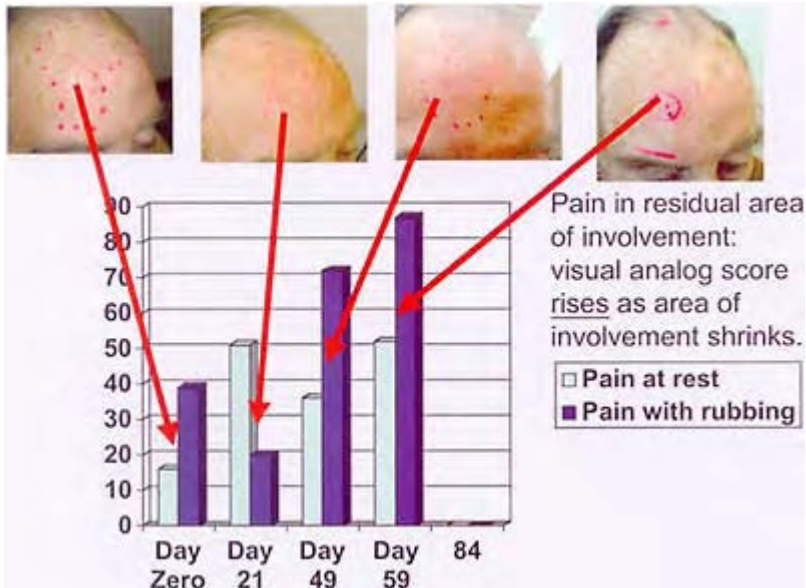 Pain in residual area
of involvement:
visual analog score
rises as area of
involvement shrinks.
Pain at rest
Pain with rubbing
90
80
70
60
50
40
30
20
10
0
Day Zero
Day 21
Day 49
Day 59
84